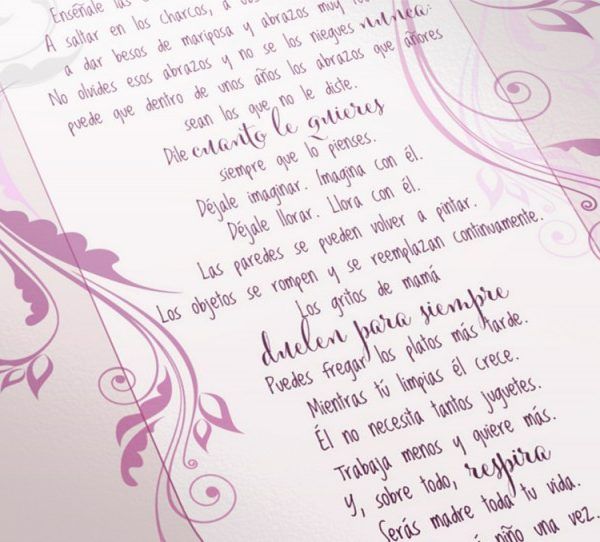 Enséñale las
A saltar en los charcos, a
a dar besos de mariposa y abrazos muy
No olvides esos abrazos y no se los niegues nunca:
puede que dentro de unos años los abrazos que añores
sean los que no le diste.
Dile cuanto le quieres
siempre que lo pienses.
Déjale imaginar. Imagina con él.
Déjale llorar. Llora con él.
Las paredes se pueden volver a pintar.
Los objetos se rompen y se reemplazan continuamente.
Los gritos de mamá
duelen para siempre
Puedes fregar los platos más tarde.
Mientras tú limpias él crece.
Él no necesita tantos juguetes.
Trabaja menos y quiere más.
Y, sobre todo, respira
Serás madre toda tu vida.
niño una vez.